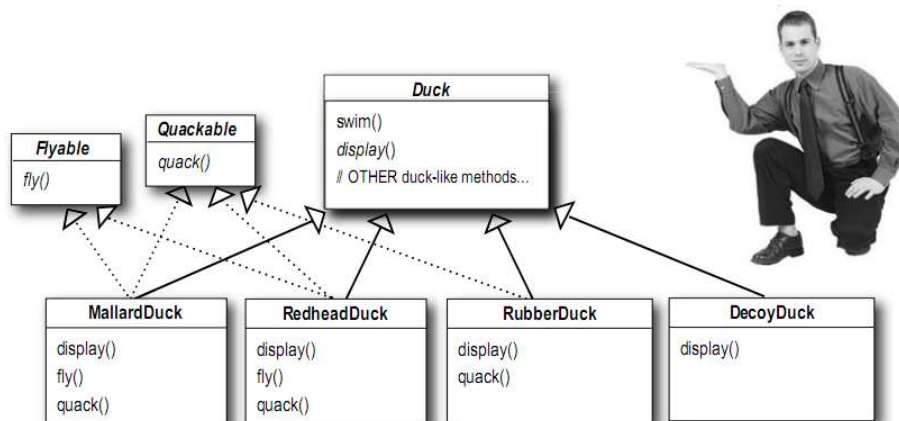 Duck
swim()
display()
// OTHER duck-like methods...
Flyable
fly()
Quackable
quack()
MallardDuck
display()
fly()
quack()
RedheadDuck
display()
fly()
quack()
RubberDuck
display()
quack()
DecoyDuck
display()